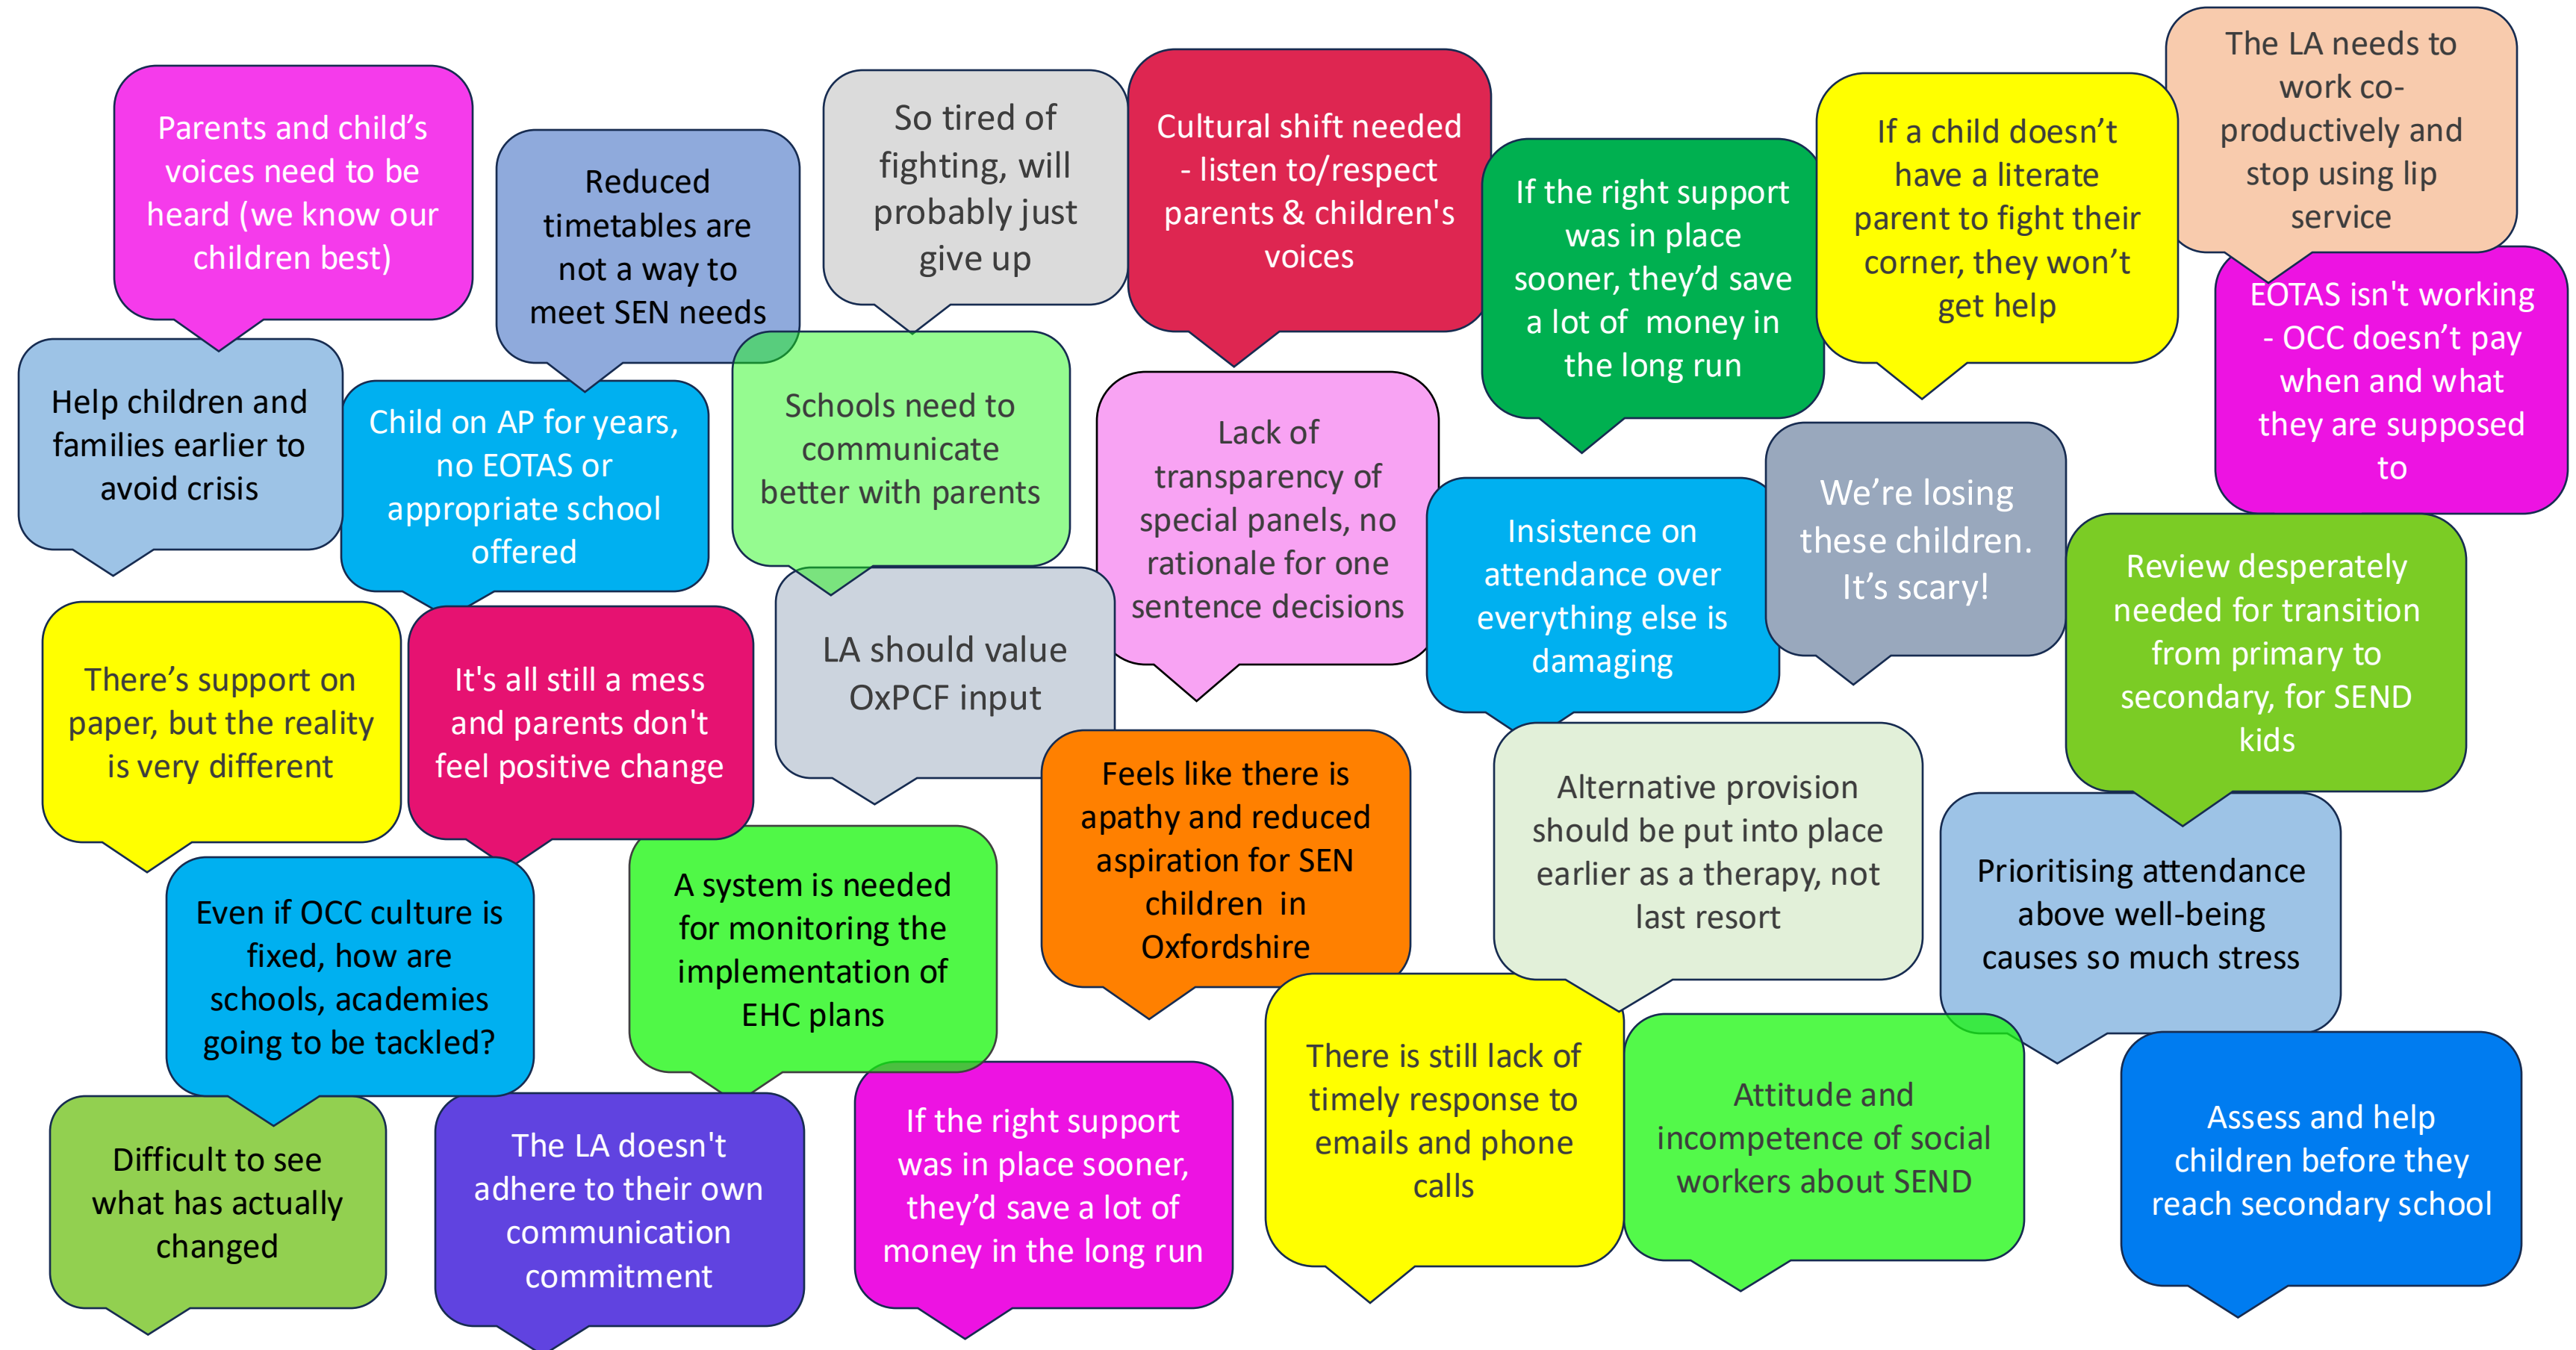 Parents and child’s
voices need to be
heard (we know our
children best)
Reduced
timetables are
not a way to
meet SEN needs
So tired of
fighting, will
probably just
give up
Cultural shift needed
- listen to/respect
parents & children's
voices
If the right support
was in place
sooner, they’d save
a lot of  money in
the long run
If a child doesn’t
have a literate
parent to fight their
corner, they won’t
get help
The LA needs to
work co-
productively and
stop using lip
service
EOTAS isn't working
- OCC doesn’t pay
when and what
they are supposed
to
Help children and
families earlier to
avoid crisis
Child on AP for years,
no EOTAS or
appropriate school
offered
Schools need to
communicate
better with parents
Lack of
transparency of
special panels, no
rationale for one
sentence decisions
Insistence on
attendance over
everything else is
damaging
We’re losing
these children.
It’s scary!
Review desperately
needed for transition
from primary to
secondary, for SEND
kids
There’s support on
paper, but the reality
is very different
It's all still a mess
and parents don't
feel positive change
LA should value
OxPCF input
Feels like there is
apathy and reduced
aspiration for SEN
children  in
Oxfordshire
Alternative provision
should be put into place
earlier as a therapy, not
last resort
Prioritising attendance
above well-being
causes so much stress
Even if OCC culture is
fixed, how are
schools, academies
going to be tackled?
A system is needed
for monitoring the
implementation of
EHC plans
There is still lack of
timely response to
emails and phone
calls
Attitude and
incompetence of social
workers about SEND
Assess and help
children before they
reach secondary school
Difficult to see
what has actually
changed
The LA doesn't
adhere to their own
communication
commitment
If the right support
was in place sooner,
they’d save a lot of
money in the long run